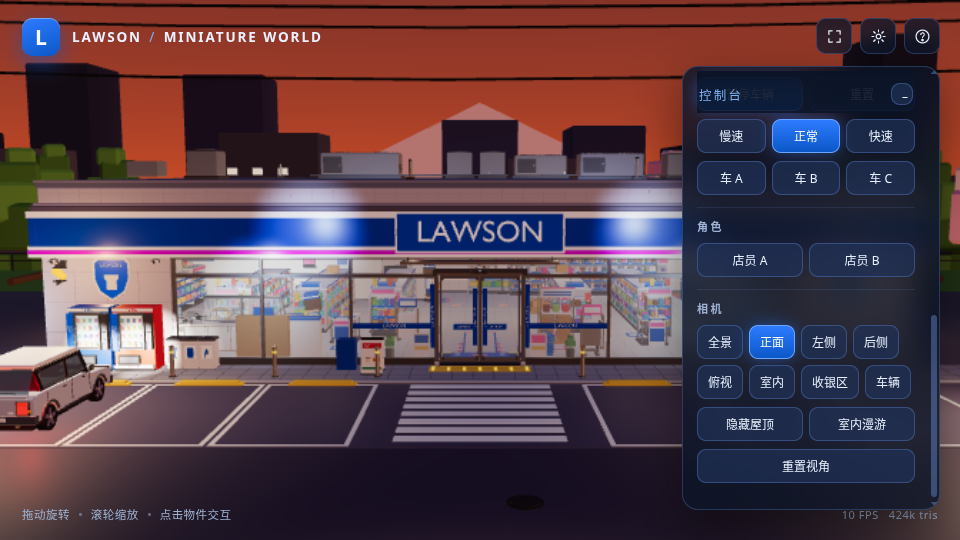 L LAWSON / MINIATURE WORLD
控制台
重置
慢速 正常 快速
车 A 车 B 车 C
角色
店员 A 店员 B
相机
全景 正面 左侧 后侧
俯视 室内 收银区 车辆
隐藏屋顶 室内漫游
重置视角
LAWSON
拖动旋转 • 滚轮缩放 • 点击物件交互
10 FPS 424k tris